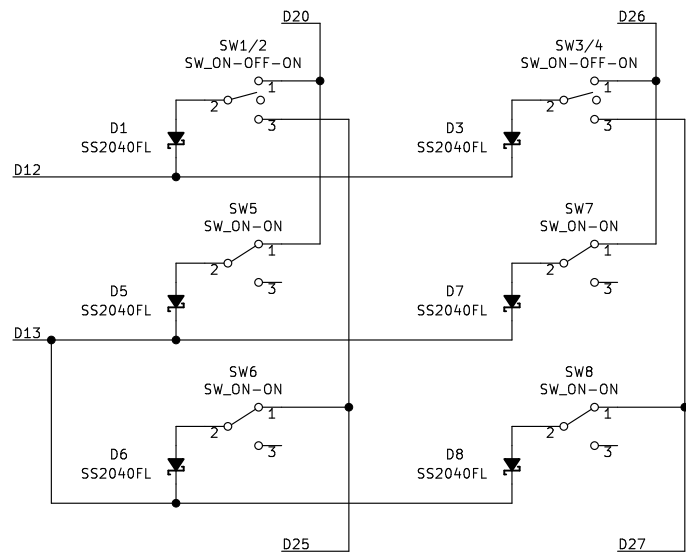 D20
D26
SW1/2
SW_ON-OFF-ON
SW3/4
SW_ON-OFF-ON
1
2
3
1
2
3
D1
SS2040FL
D3
SS2040FL
D12
SW5
SW_ON-ON
SW7
SW_ON-ON
1
2
3
1
2
3
D5
SS2040FL
D7
SS2040FL
D13
SW6
SW_ON-ON
SW8
SW_ON-ON
1
2
3
1
2
3
D6
SS2040FL
D8
SS2040FL
D25
D27